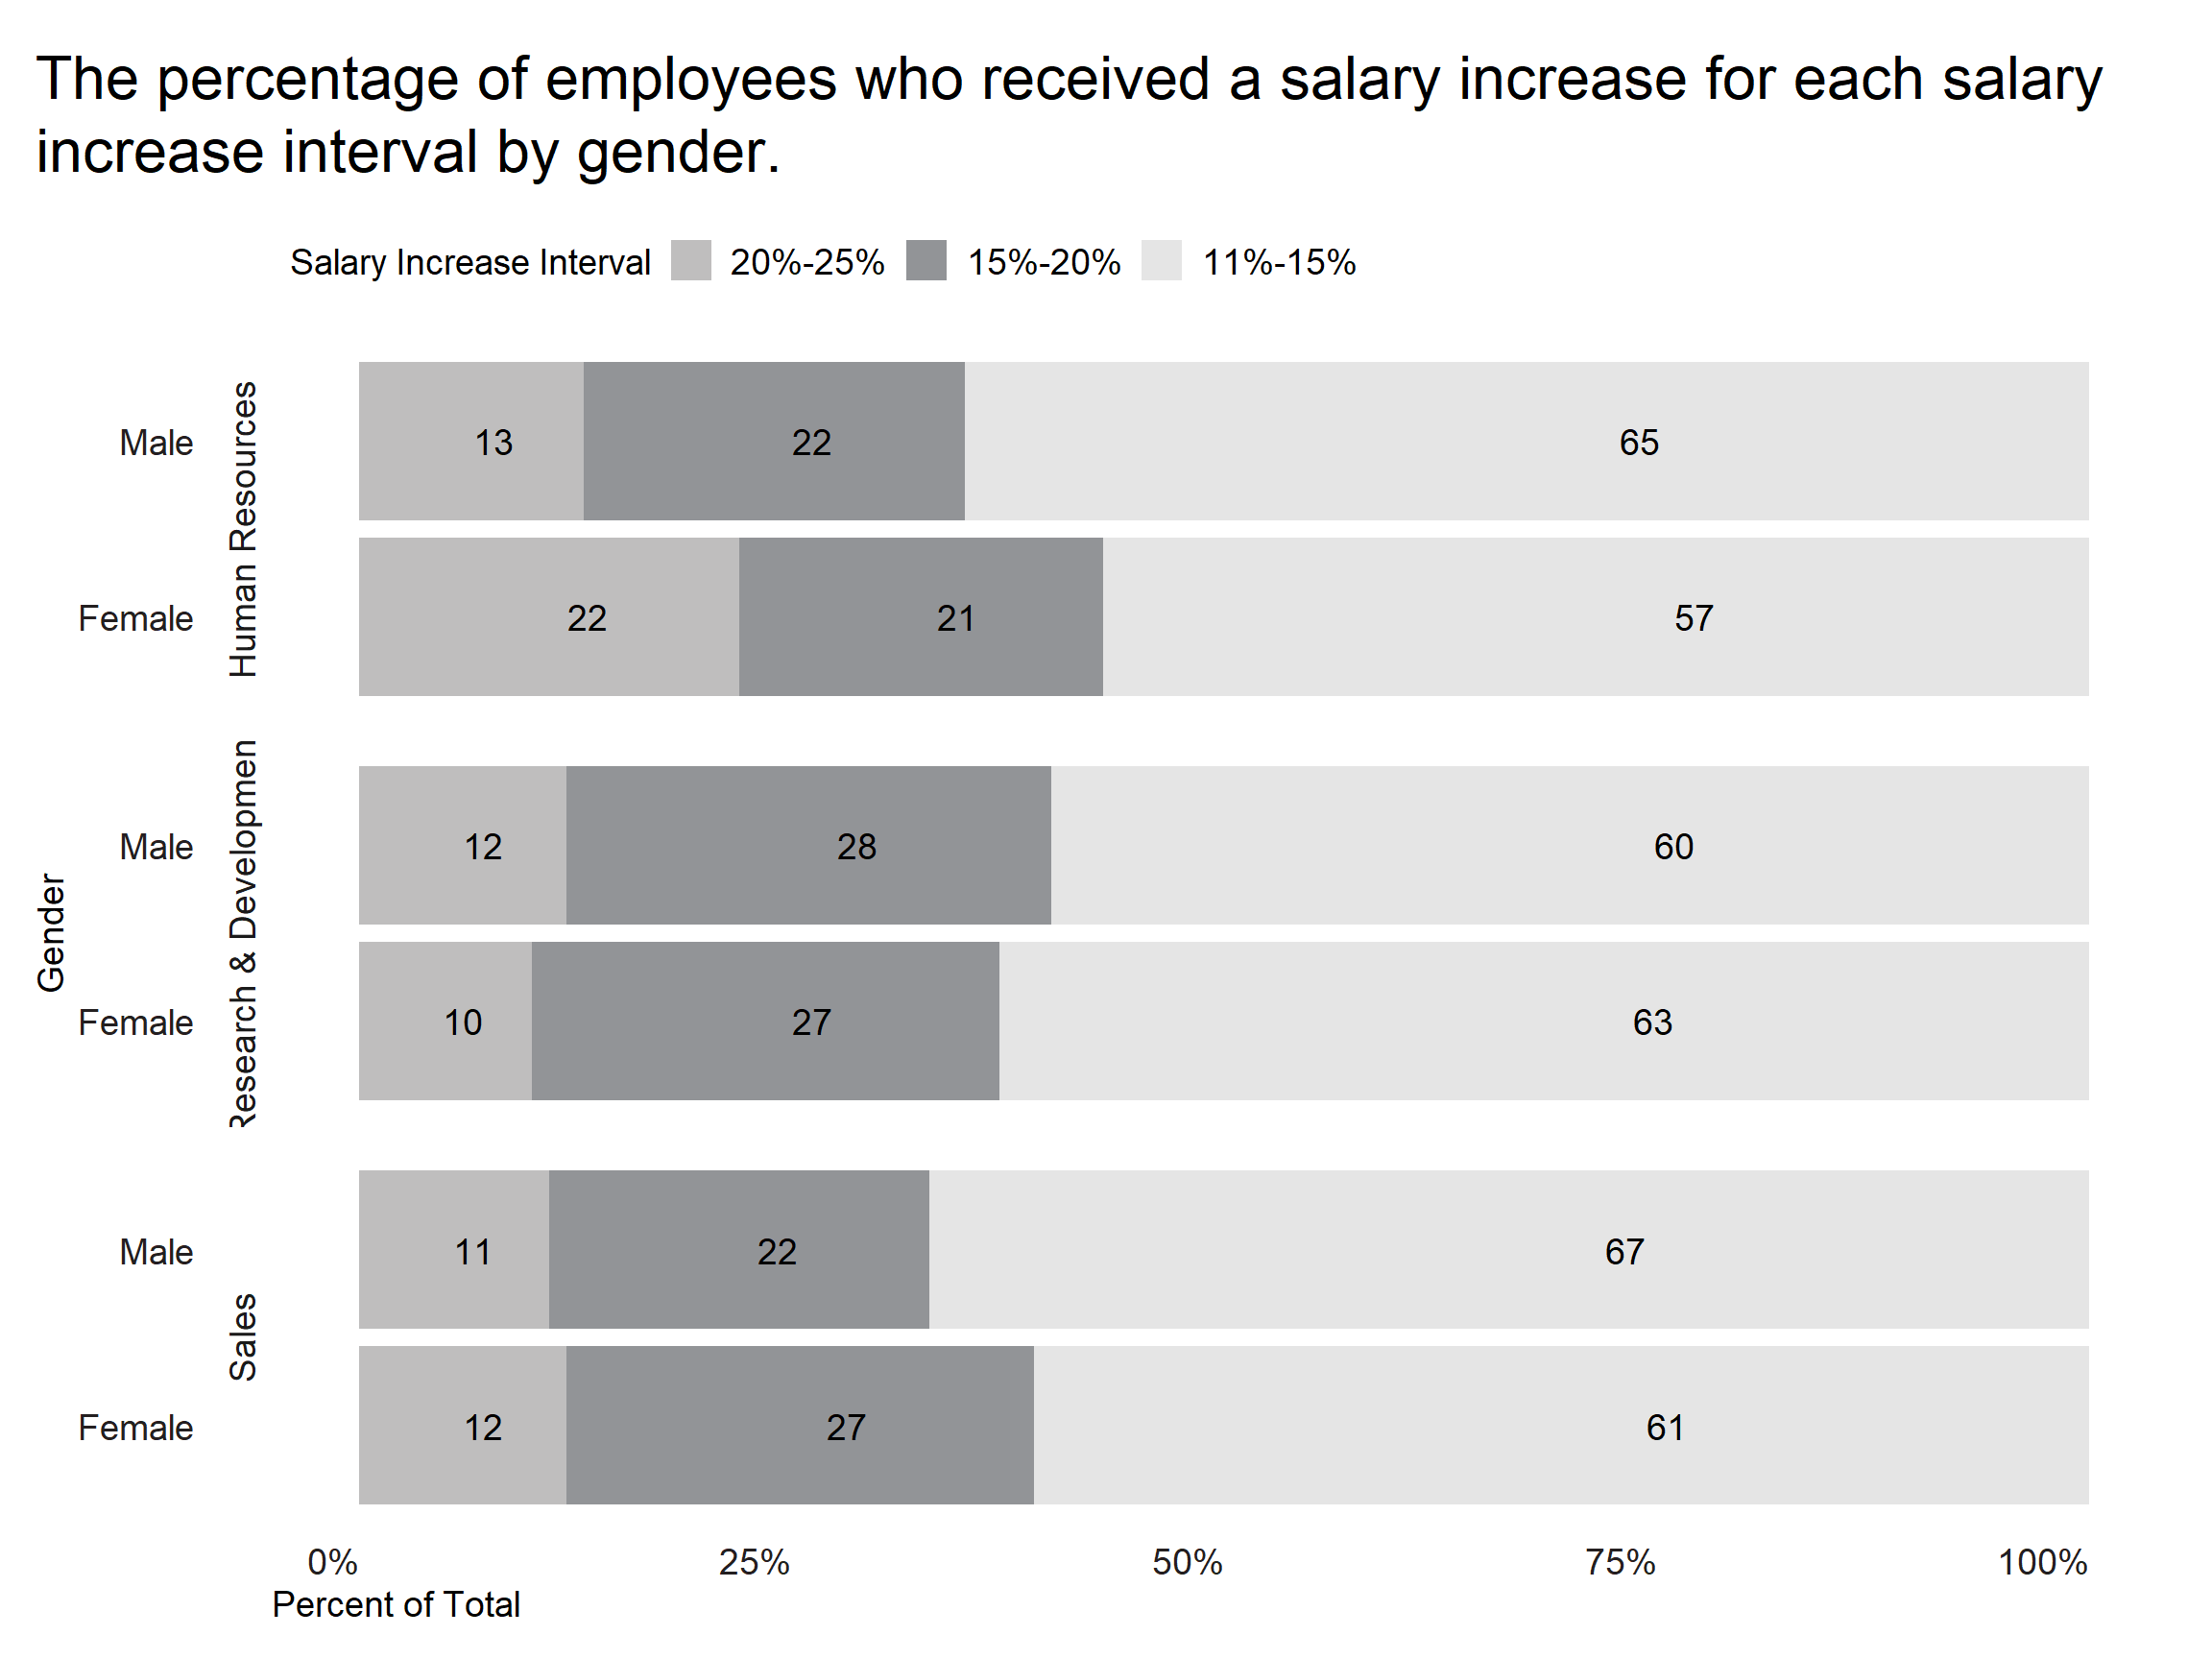 The percentage of employees who received a salary increase for each salary
increase interval by gender.
Salary Increase Interval 20%-25% 15%-20% 11%-15%
Gender
Human Resources
Male 13 22 65
Female 22 21 57
Research & Developmen
Male 12 28 60
Female 10 27 63
Sales
Male 11 22 67
Female 12 27 61
0% 25% 50% 75% 100%
Percent of Total